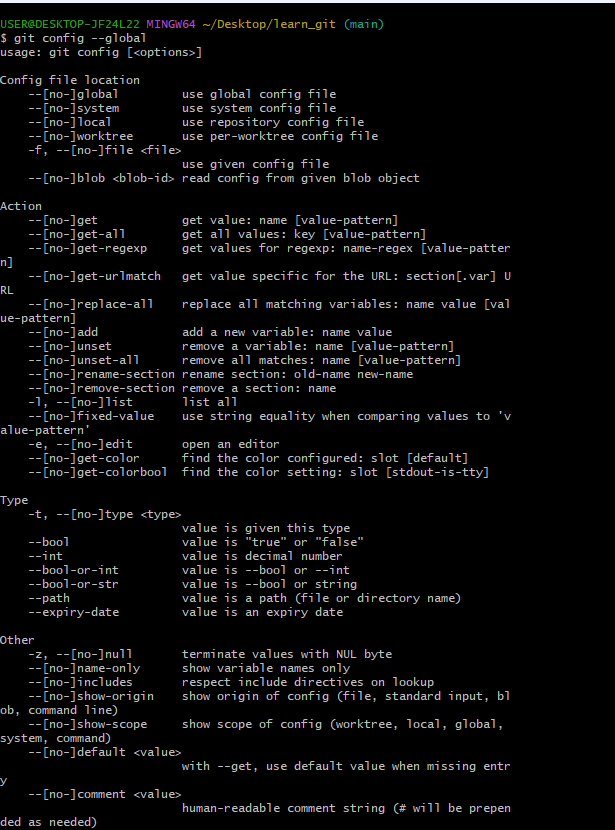 USER@DESKTOP-JF24L22 MINGW64 ~/Desktop/learn_git (main)
$ git config --global
usage: git config [<options>]

Config file location
    --[no-]global         use global config file
    --[no-]system         use system config file
    --[no-]local          use repository config file
    --[no-]worktree       use per-worktree config file
    -f, --[no-]file <file>
                          use given config file
    --[no-]blob <blob-id> read config from given blob object

Action
    --[no-]get            get value: name [value-pattern]
    --[no-]get-all        get all values: key [value-pattern]
    --[no-]get-regexp     get values for regexp: name-regex [value-patter
n]
    --[no-]get-urlmatch   get value specific for the URL: section[.var] U
RL
    --[no-]replace-all    replace all matching variables: name value [val
ue-pattern]
    --[no-]add            add a new variable: name value
    --[no-]unset          remove a variable: name [value-pattern]
    --[no-]unset-all      remove all matches: name [value-pattern]
    --[no-]rename-section rename section: old-name new-name
    --[no-]remove-section remove a section: name
    -l, --[no-]list       list all
    --[no-]fixed-value    use string equality when comparing values to 'v
alue-pattern'
    -e, --[no-]edit       open an editor
    --[no-]get-color      find the color configured: slot [default]
    --[no-]get-colorbool  find the color setting: slot [stdout-is-tty]

Type
    -t, --[no-]type <type>
                          value is given this type
    --bool                value is "true" or "false"
    --int                 value is decimal number
    --bool-or-int         value is --bool or --int
    --bool-or-str         value is --bool or string
    --path                value is a path (file or directory name)
    --expiry-date         value is an expiry date

Other
    -z, --[no-]null       terminate values with NUL byte
    --[no-]name-only      show variable names only
    --[no-]includes       respect include directives on lookup
    --[no-]show-origin    show origin of config (file, standard input, bl
ob, command line)
    --[no-]show-scope     show scope of config (worktree, local, global, 
system, command)
    --[no-]default <value>
                          with --get, use default value when missing entr
y
    --[no-]comment <value>
                          human-readable comment string (# will be prepen
ded as needed)